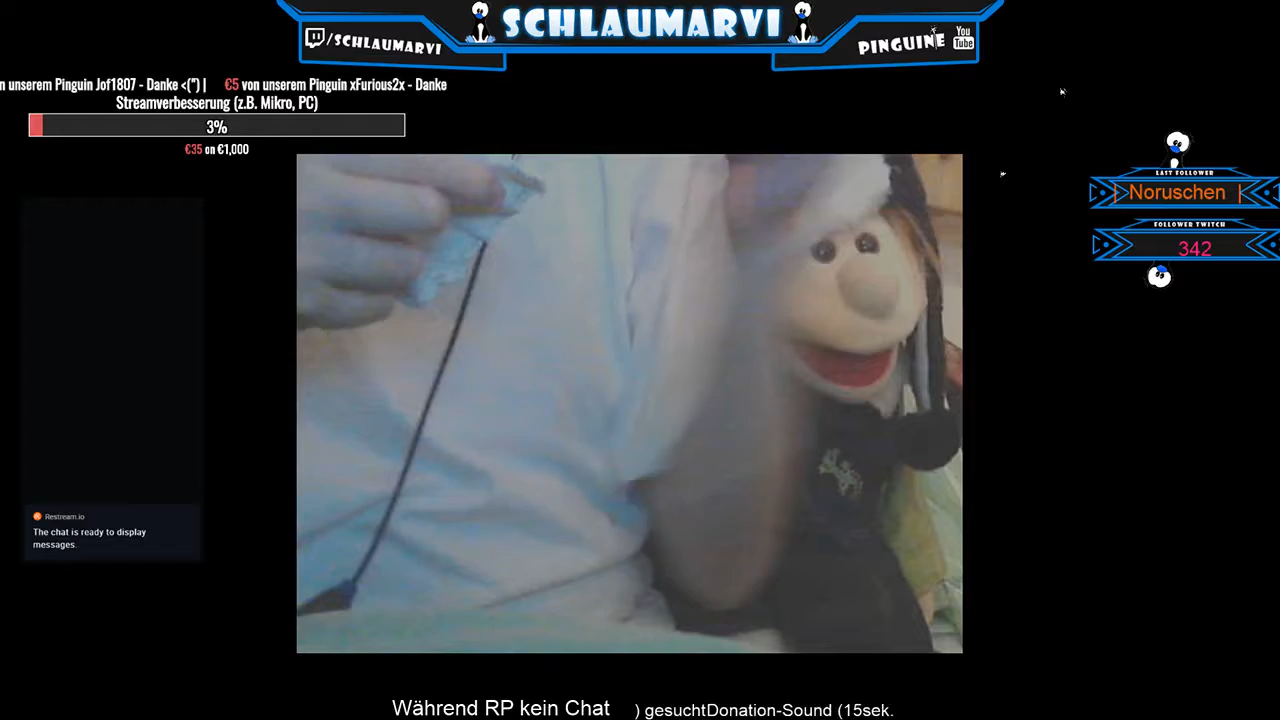 SCHLAUMARVI
/SCHLAUMARVI
PINGUINE
You
Tube
n unserem Pinguin Jof1807 - Danke <(") | €5 von unserem Pinguin xFurious2x - Danke
Streamverbesserung (z.B. Mikro, PC)
3%
€35 on €1,000
LAST FOLLOWER
| Noruschen |
FOLLOWER TWITCH
342
Restream.io
The chat is ready to display
messages.
Während RP kein Chat ) gesuchtDonation-Sound (15sek.